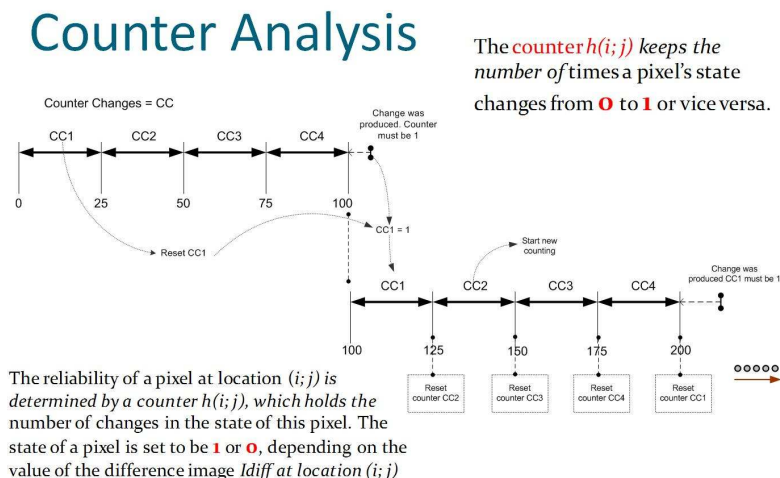 Counter Analysis
The counter h(i; j) keeps the
number of times a pixel's state
changes from 0 to 1 or vice versa.
Counter Changes = CC
Change was
produced. Counter
must be 1
CC1 CC2 CC3 CC4
0 25 50 75 100
Reset CC1
CC1 = 1
Start new
counting
Change was
produced CC1 must be 1
CC1 CC2 CC3 CC4
100 125 150 175 200
Reset
counter CC2
Reset
counter CC3
Reset
counter CC4
Reset
counter CC1
The reliability of a pixel at location (i; j) is
determined by a counter h(i; j), which holds the
number of changes in the state of this pixel. The
state of a pixel is set to be 1 or 0, depending on the
value of the difference image Idiff at location (i; j)